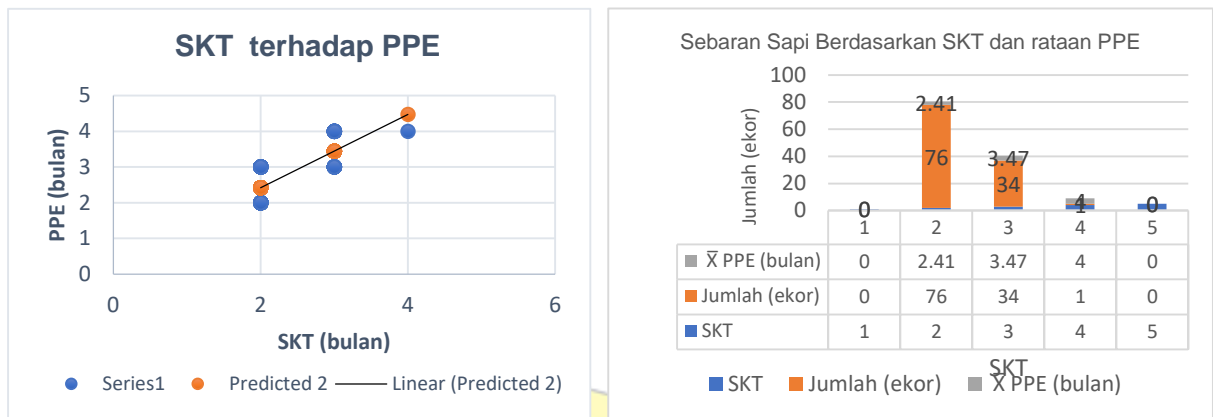 SKT terhadap PPE
5
4
3
2
1
0
0 2 4 6
PPE (bulan)
SKT (bulan)
Series1 Predicted 2 Linear (Predicted 2)
Sebaran Sapi Berdasarkan SKT dan rataan PPE
100
80
60
40
20
0
Jumlah (ekor)
0 2.41 3.47 4 0
0 76 34 1 0
1 2 3 4 5
X̅ PPE (bulan) 0 2.41 3.47 4 0
Jumlah (ekor) 0 76 34 1 0
SKT 1 2 3 4 5
SKT
SKT Jumlah (ekor) X̅ PPE (bulan)